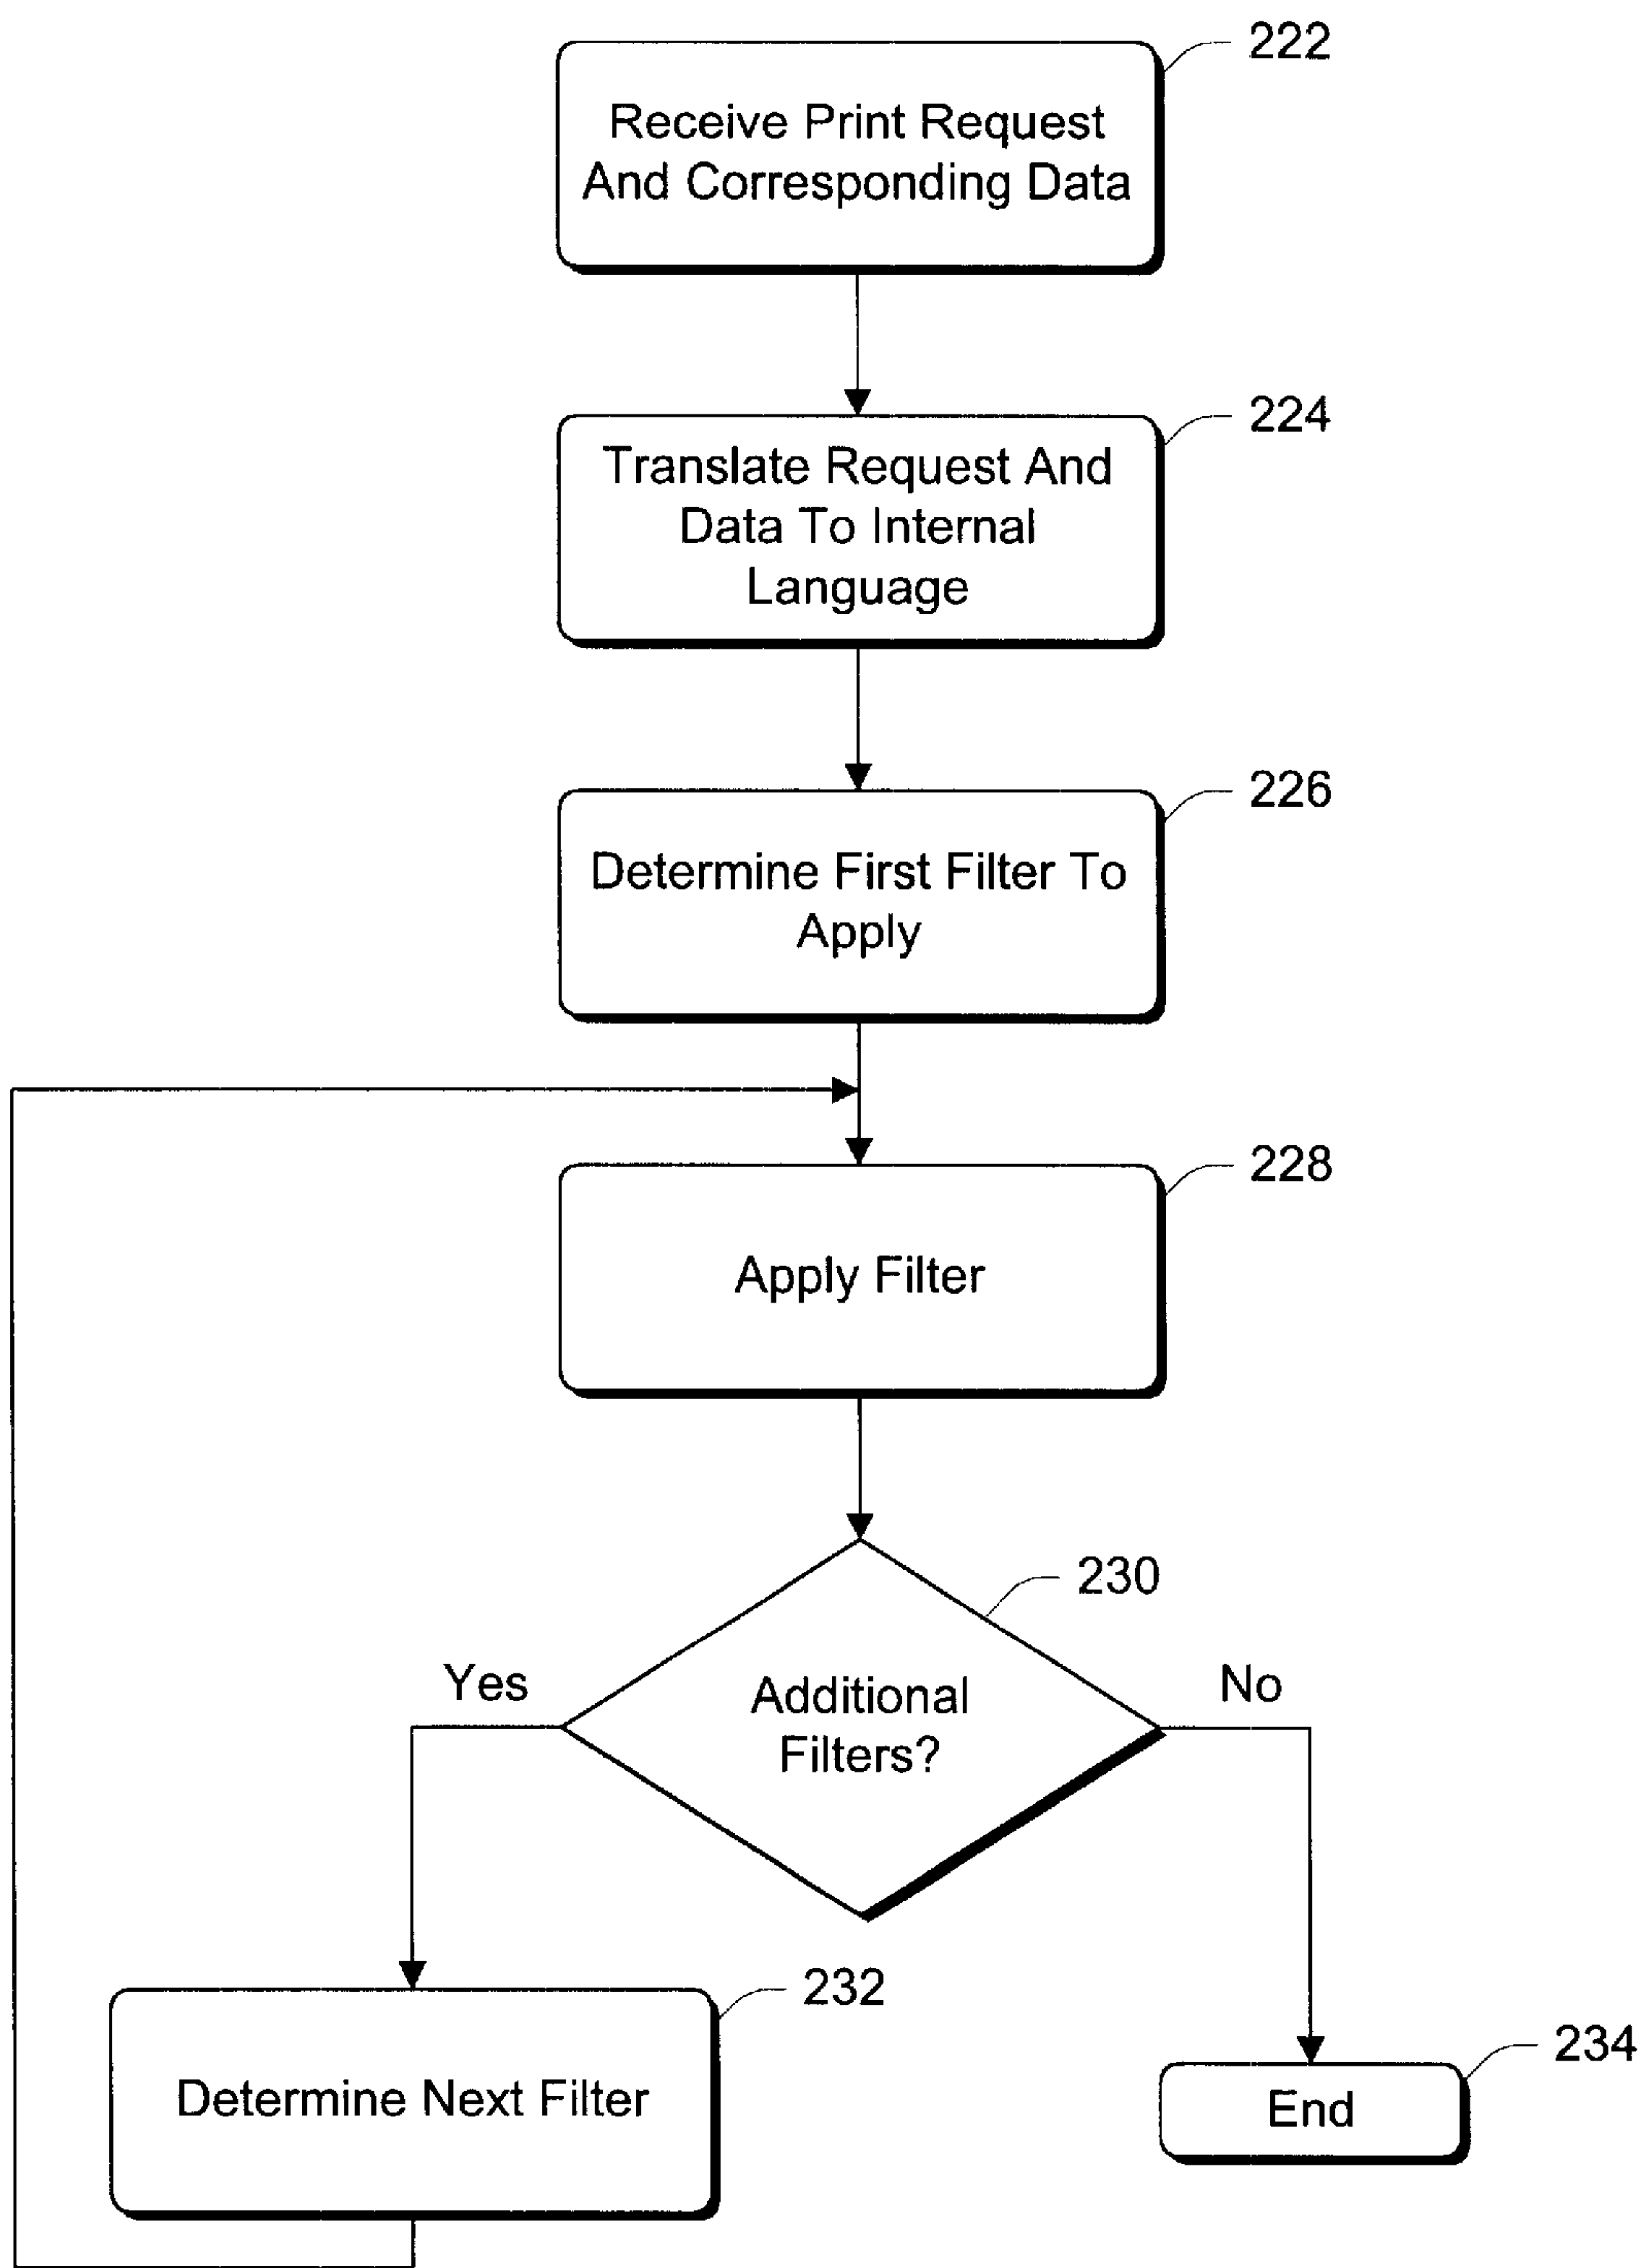 222
Receive Print Request
And Corresponding Data
224
Translate Request And
Data To Internal
Language
226
Determine First Filter To
Apply
228
Apply Filter
230
Yes
Additional
Filters?
No
232
Determine Next Filter
234
End